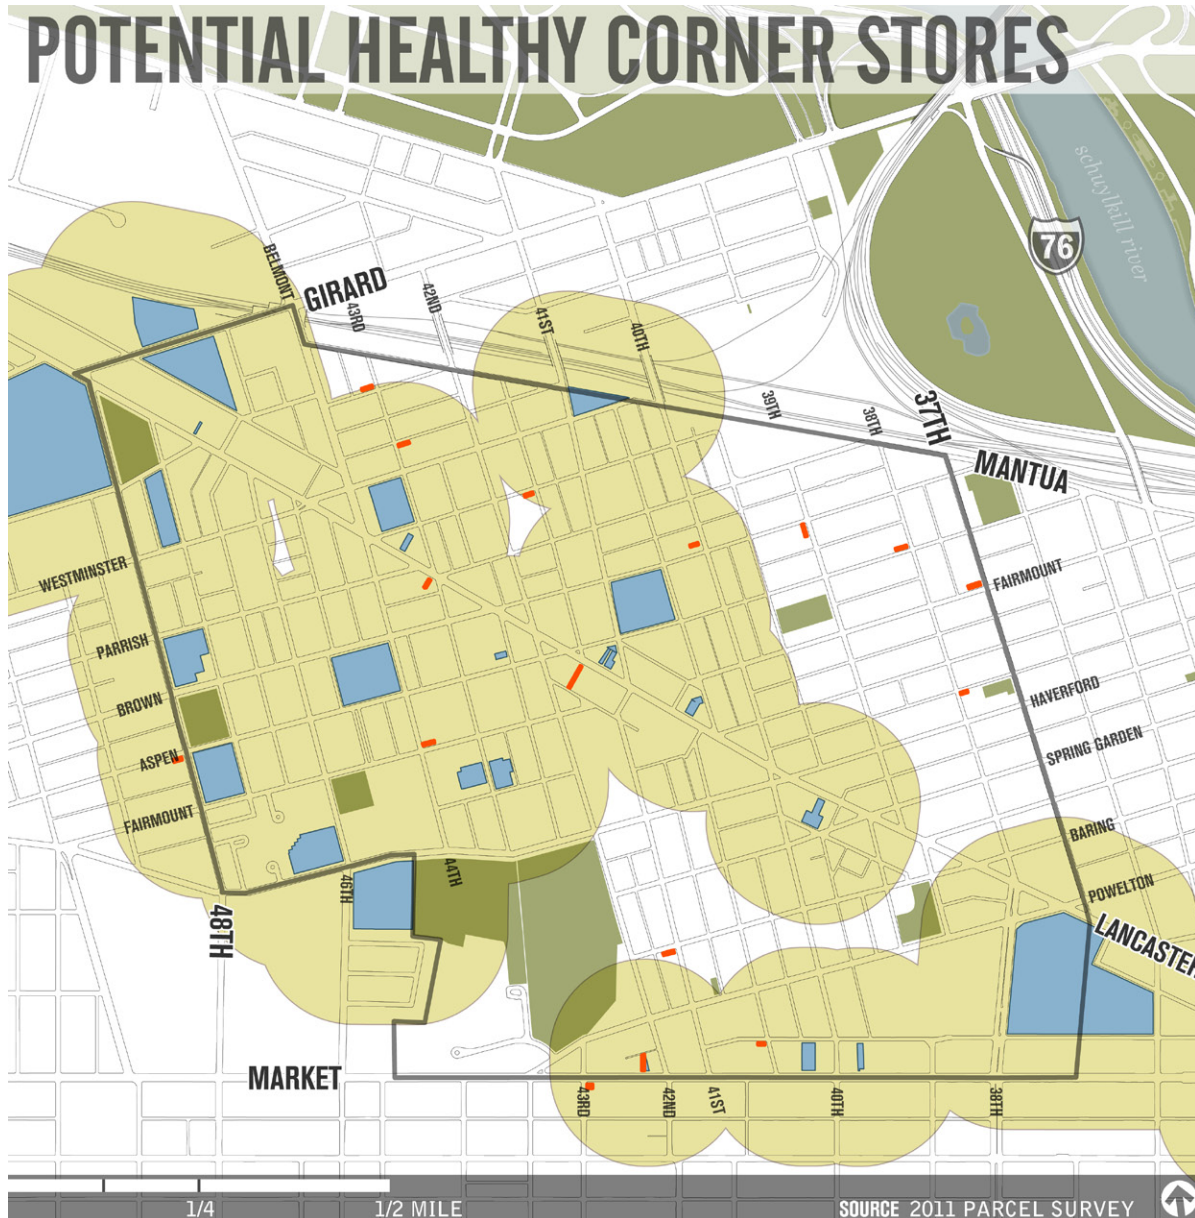 POTENTIAL HEALTHY CORNER STORES
schuylkill river
76
BELMONT
GIRARD
43RD
42ND
41ST
40TH
39TH
38TH
37TH
MANTUA
WESTMINSTER
FAIRMOUNT
PARRISH
HAVERFORD
BROWN
SPRING GARDEN
ASPEN
FAIRMOUNT
BARING
44TH
46TH
POWELTON
48TH
LANCASTER
MARKET
43RD
42ND
41ST
40TH
38TH
1/4
1/2 MILE
SOURCE 2011 PARCEL SURVEY